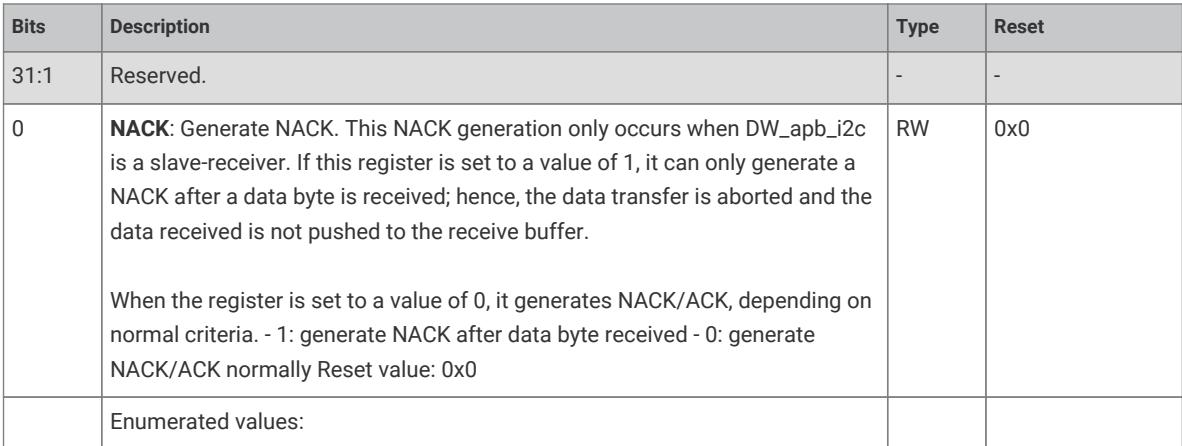 Bits Description Type Reset
31:1 Reserved. - -
0 NACK: Generate NACK. This NACK generation only occurs when DW_apb_i2c RW 0x0
is a slave-receiver. If this register is set to a value of 1, it can only generate a
NACK after a data byte is received; hence, the data transfer is aborted and the
data received is not pushed to the receive buffer.
When the register is set to a value of 0, it generates NACK/ACK, depending on
normal criteria. - 1: generate NACK after data byte received - 0: generate
NACK/ACK normally Reset value: 0x0
Enumerated values: